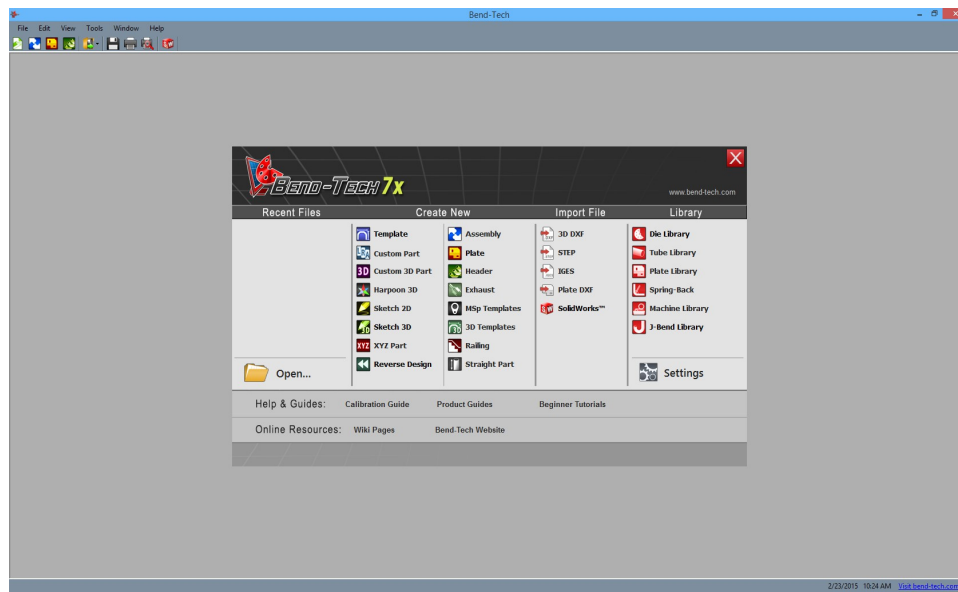 Bend-Tech
File Edit View Tools Window Help
BEND-TECH 7X
www.bend-tech.com
Recent Files Create New Import File Library
Template Assembly 3D DXF Die Library
Custom Part Plate STEP Tube Library
3D Custom 3D Part Header IGES Plate Library
Harpoon 3D Exhaust Plate DXF Spring-Back
Sketch 2D MSp Templates SolidWorks™ Machine Library
Sketch 3D 3D Templates J-Bend Library
XYZ XYZ Part Railing
Reverse Design Straight Part
Open... Settings
Help & Guides: Calibration Guide Product Guides Beginner Tutorials
Online Resources: Wiki Pages Bend-Tech Website
2/23/2015 10:24 AM Visit bend-tech.com